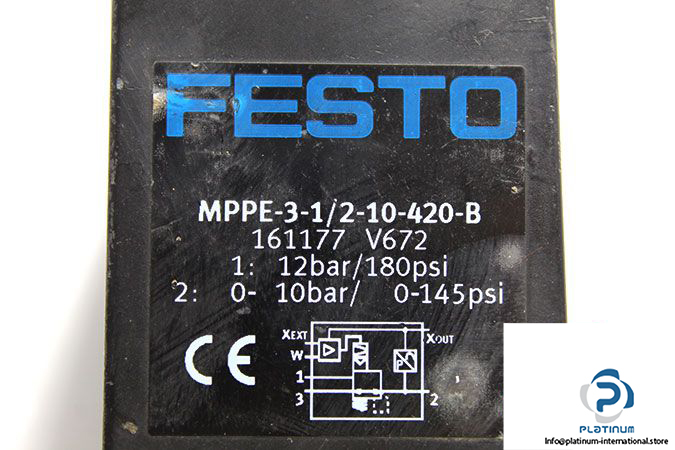 FESTO
MPPE-3-1/2-10-420-B
161177 V672
1: 12bar/180psi
2: 0- 10bar/ 0-145psi
CE
XEXT
XOUT
W
1
3
2
PLATINUM
Info@platinum-international.store